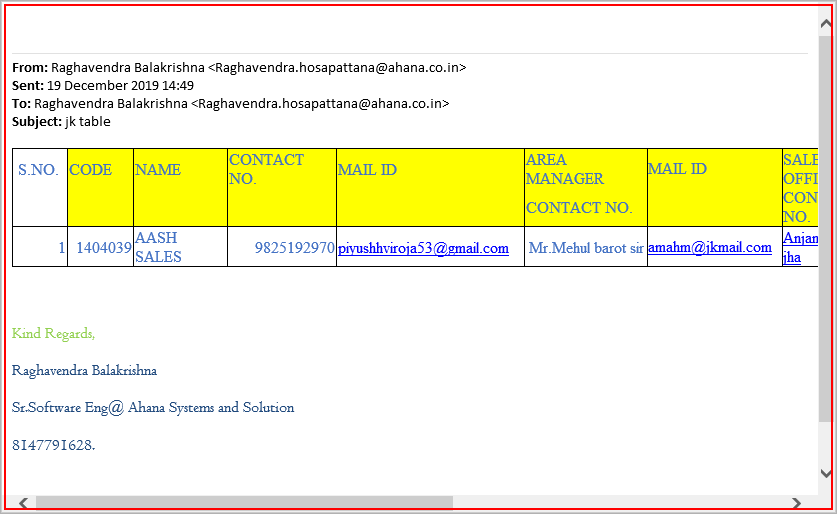 From: Raghavendra Balakrishna <Raghavendra.hosapattana@ahana.co.in>
Sent: 19 December 2019 14:49
To: Raghavendra Balakrishna <Raghavendra.hosapattana@ahana.co.in>
Subject: jk table
S.NO. CODE NAME CONTACT NO. MAIL ID AREA MANAGER CONTACT NO. MAIL ID SALE OFFI CON NO.
1 1404039 AASH SALES 9825192970 piyushhviroja53@gmail.com Mr.Mehul barot sir amahm@jkmail.com Anjan jha
Kind Regards,
Raghavendra Balakrishna
Sr.Software Eng@ Ahana Systems and Solution
8147791628.